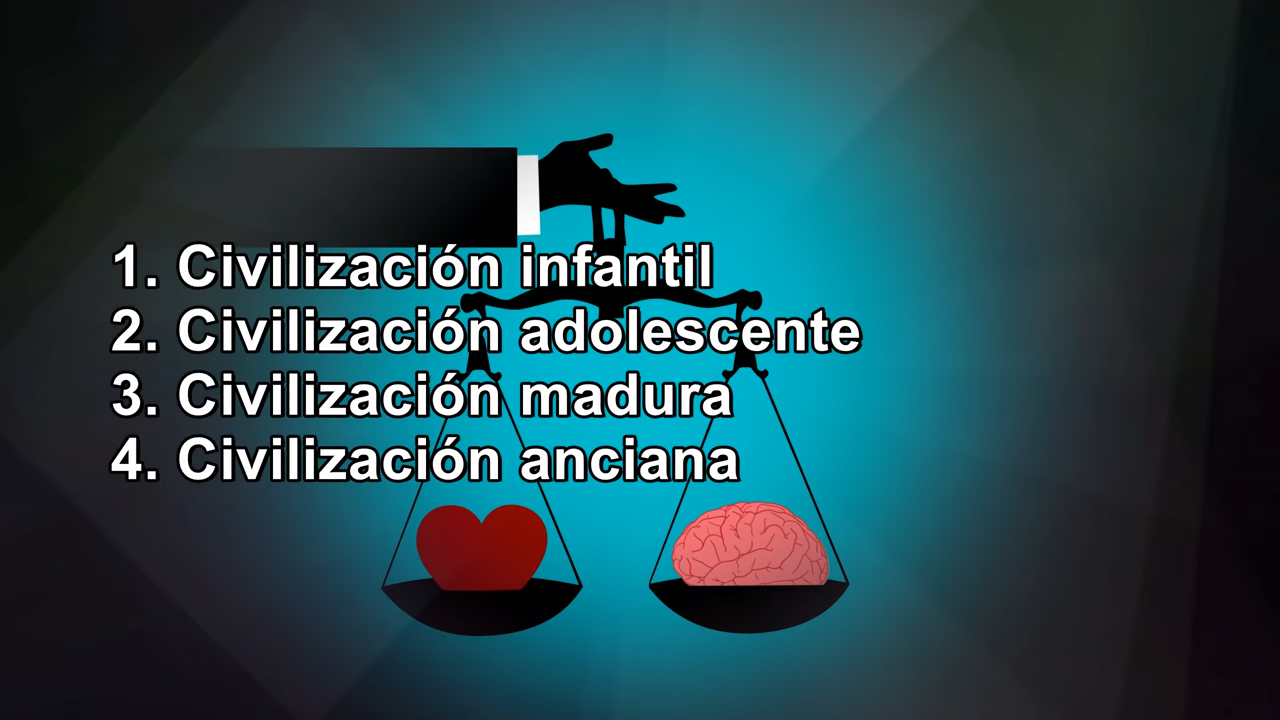 1. Civilización infantil
2. Civilización adolescente
3. Civilización madura
4. Civilización anciana